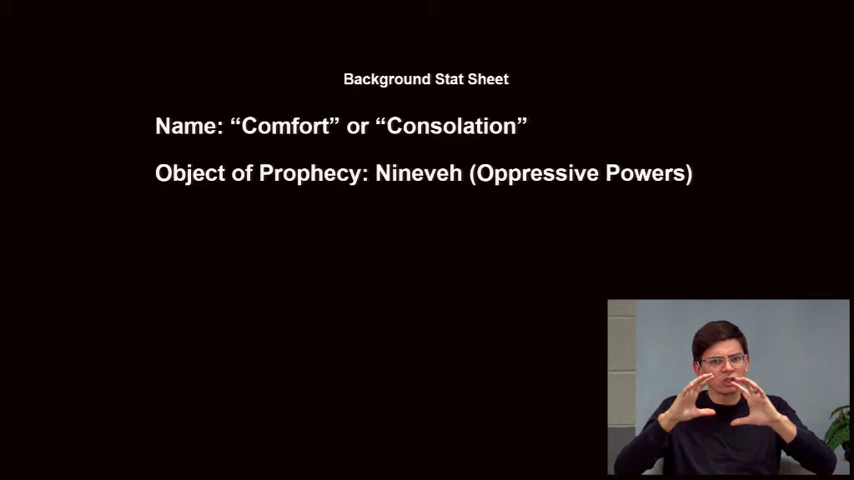 Background Stat Sheet
Name: “Comfort” or “Consolation”
Object of Prophecy: Nineveh (Oppressive Powers)